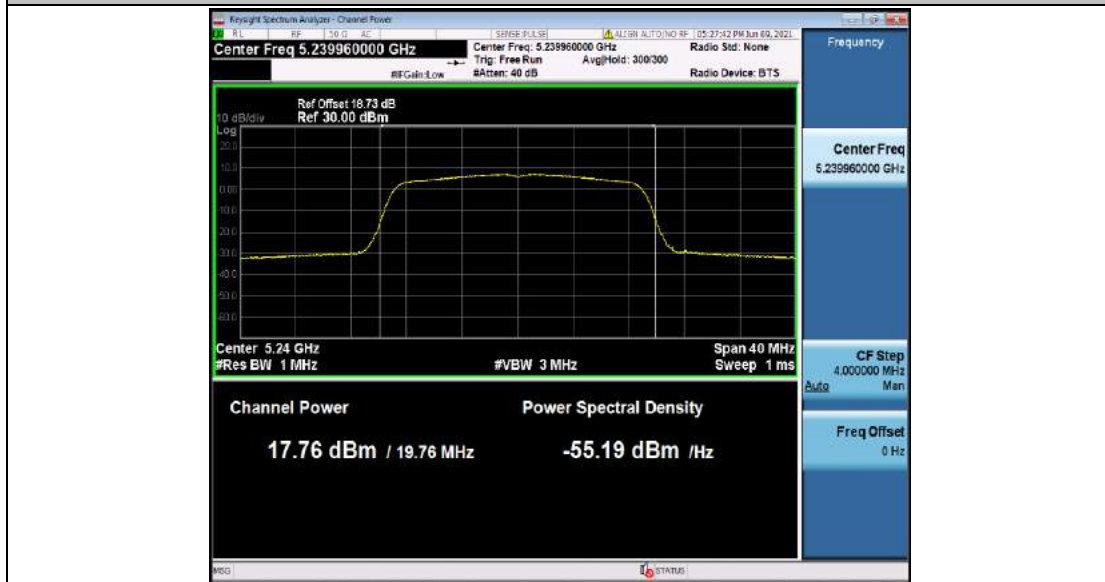 Keysight Spectrum Analyzer - Channel Power
RL RF 50 Ω AC SENSE:PULSE ALIGN AUTO/NO RF 05:27:42 PM Jun 09, 2021
Center Freq 5.239960000 GHz
Center Freq: 5.239960000 GHz
Radio Std: None
Trig: Free Run Avg|Hold: 300/300
#IFGain:Low #Atten: 40 dB Radio Device: BTS
Ref Offset 18.73 dB
10 dB/div Ref 30.00 dBm
Log
20.0
10.0
0.00
-10.0
-20.0
-30.0
-40.0
-50.0
-60.0
Center 5.24 GHz Span 40 MHz
#Res BW 1 MHz #VBW 3 MHz Sweep 1 ms
Channel Power Power Spectral Density
17.76 dBm / 19.76 MHz -55.19 dBm /Hz
MSG STATUS
Frequency
Center Freq
5.239960000 GHz
CF Step
4.000000 MHz
Auto Man
Freq Offset
0 Hz